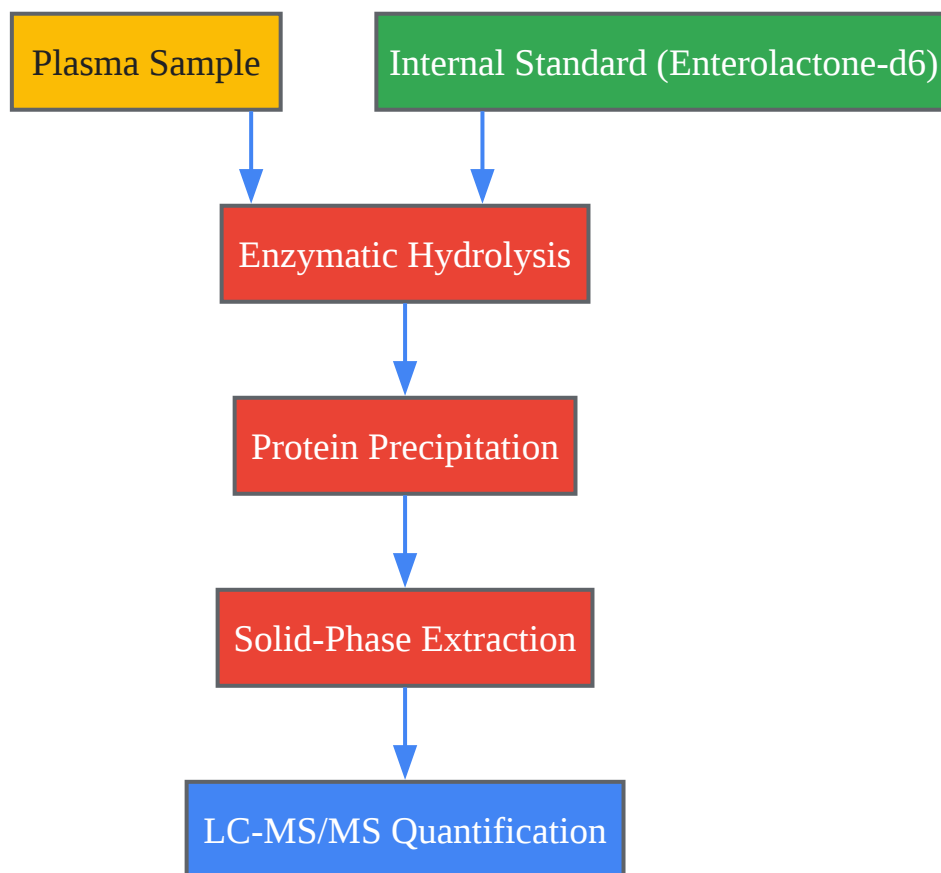 Plasma Sample
Internal Standard (Enterolactone-d6)
Enzymatic Hydrolysis
Protein Precipitation
Solid-Phase Extraction
LC-MS/MS Quantification